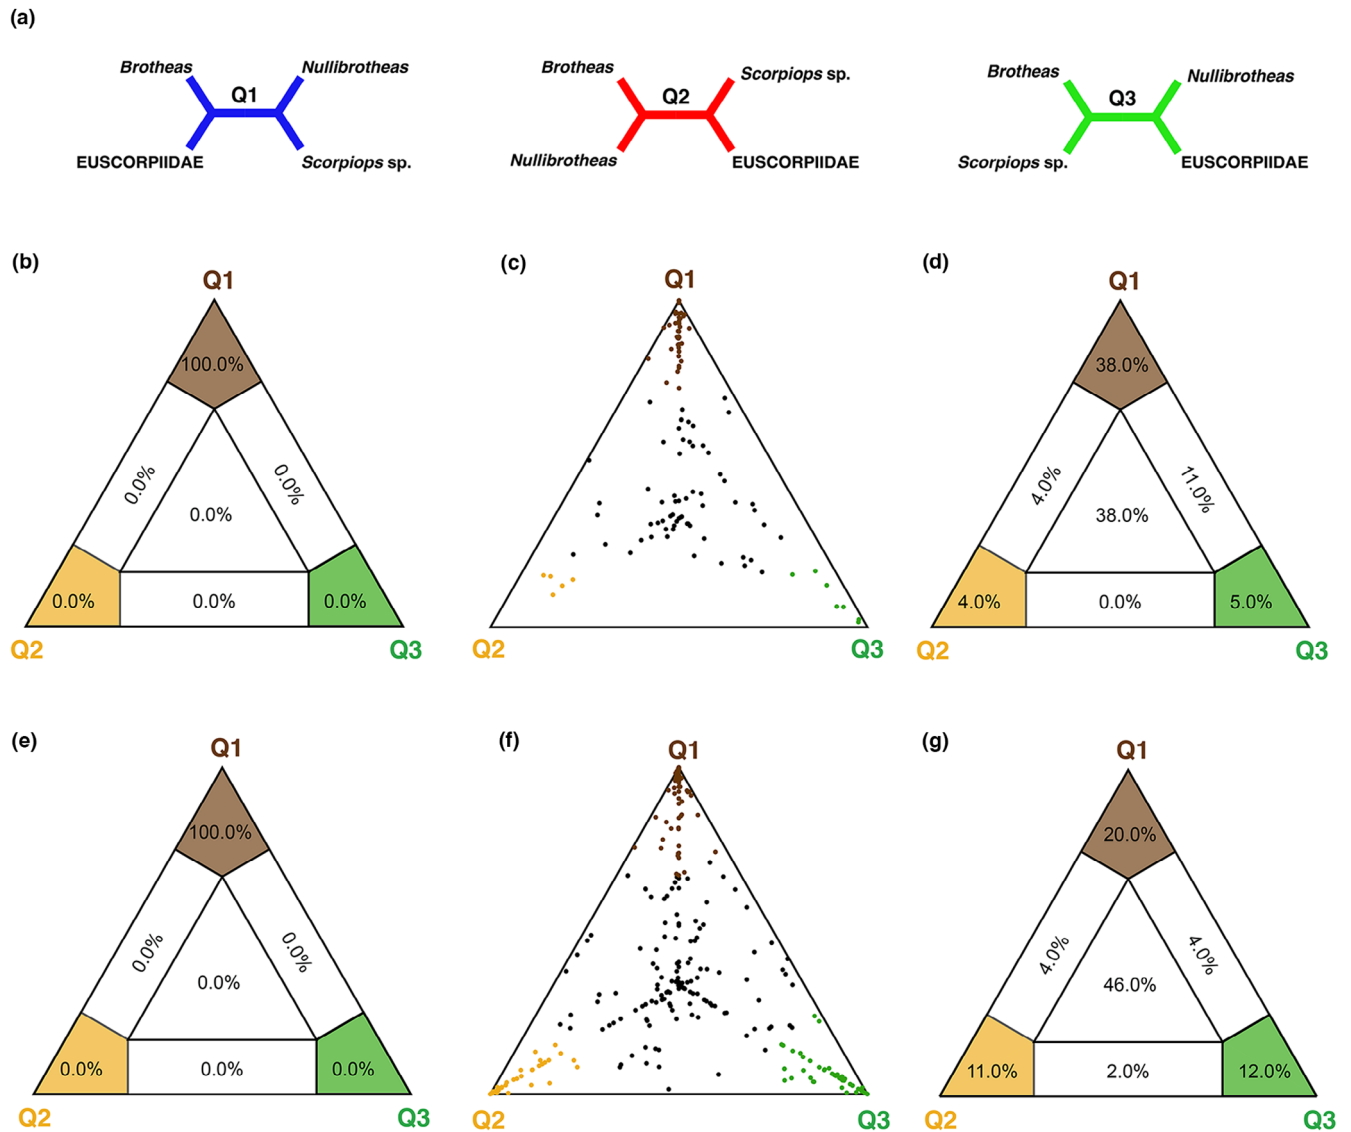 (a)
Brotheas Nullibrotheas
Q1
EUSCORPIIDAE Scorpiops sp.
Brotheas Scorpiops sp.
Q2
Nullibrotheas EUSCORPIIDAE
Brotheas Nullibrotheas
Q3
Scorpiops sp. EUSCORPIIDAE
(b)
Q1
100.0%
0.0% 0.0%
0.0%
0.0% 0.0% 0.0%
Q2 Q3
(c)
Q1
Q2 Q3
(d)
Q1
38.0%
4.0% 11.0%
38.0%
4.0% 0.0% 5.0%
Q2 Q3
(e)
Q1
100.0%
0.0% 0.0%
0.0%
0.0% 0.0% 0.0%
Q2 Q3
(f)
Q1
Q2 Q3
(g)
Q1
20.0%
4.0% 4.0%
46.0%
11.0% 2.0% 12.0%
Q2 Q3